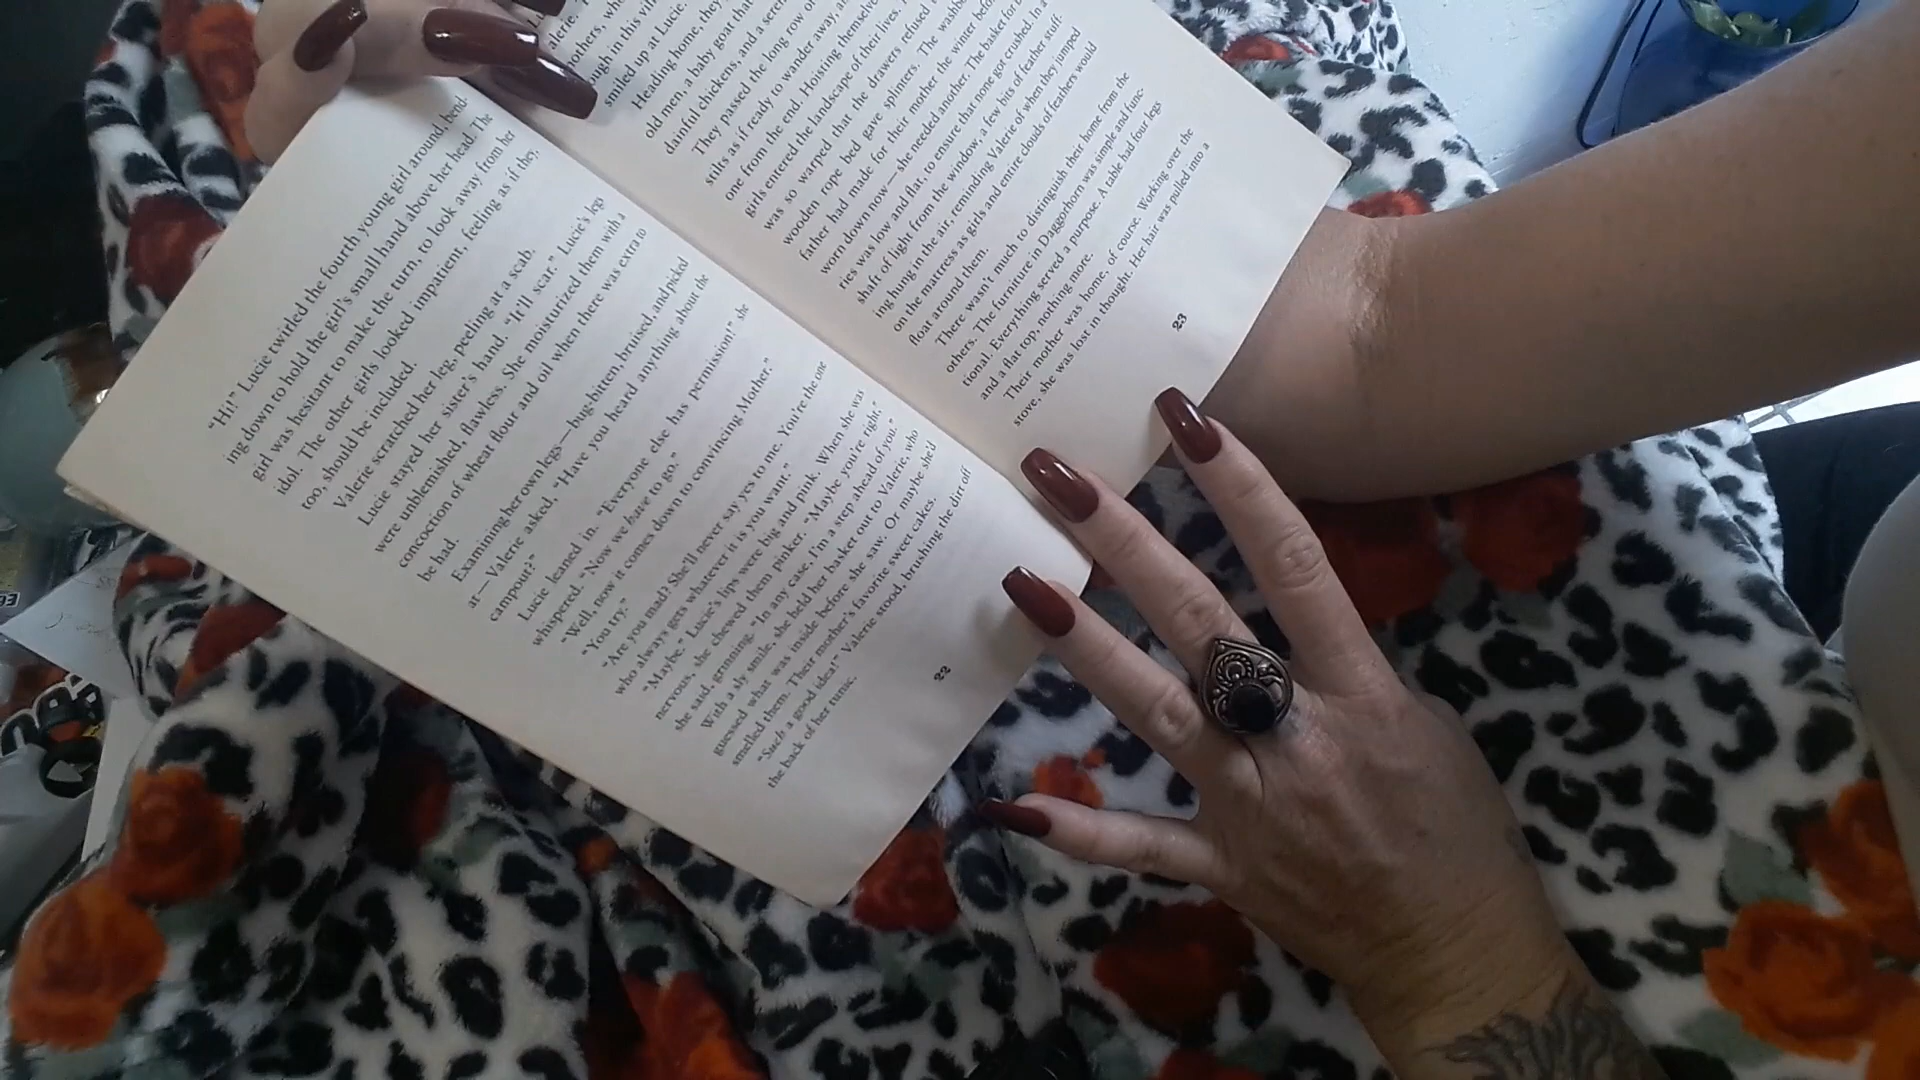 "Hi!" Lucie twirled the fourth young girl around, bend-
ing down to hold the girl's small hand above her head. The
girl was hesitant to make the turn, to look away from her
idol. The other girls looked impatient, feeling as if they,
too, should be included.
Valerie scratched her leg, peeling at a scab.
Lucie stayed her sister's hand. "It'll scar." Lucie's legs
were unblemished, flawless. She moisturized them with a
concoction of wheat flour and oil when there was extra to
be had.
Examining her own legs—bug-bitten, bruised, and picked
at—Valerie asked, "Have you heard anything about the
campout?"
Lucie leaned in. "Everyone else has permission!" she
whispered. "Now we have to go."
"Well, now it comes down to convincing Mother."
"You try."
"Are you mad? She'll never say yes to me. You're the one
who always gets whatever it is you want."
"Maybe." Lucie's lips were big and pink. When she was
nervous, she chewed them pinker. "Maybe you're right,"
she said, grinning. "In any case, I'm a step ahead of you."
With a sly smile, she held her basket out to Valerie, who
guessed what was inside before she saw. Or maybe she'd
smelled them. Their mother's favorite sweet cakes.
"Such a good idea!" Valerie stood, brushing the dirt off
the back of her tunic.
22
alerie.
others, wh
ough in this vill
smiled up at Lucie.
Heading home, they
old men, a baby goat that
dainful chickens, and a seren
They passed the long row of
stilts as if ready to wander away, an
one from the end. Hoisting themselve
girls entered the landscape of their lives.
was so warped that the drawers refused
wooden rope bed gave splinters. The washbo
father had made for their mother the winter befo
worn down now—she needed another. The basket for b
ries was low and flat, to ensure that none got crushed. In a
shaft of light from the window, a few bits of feather stuff-
ing hung in the air, reminding Valerie of when they jumped
on the mattress as girls and entire clouds of feathers would
float around them.
There wasn't much to distinguish their home from the
others. The furniture in Daggorhorn was simple and func-
tional. Everything served a purpose. A table had four legs
and a flat top, nothing more.
Their mother was home, of course. Working over the
stove, she was lost in thought. Her hair was pulled into a
23